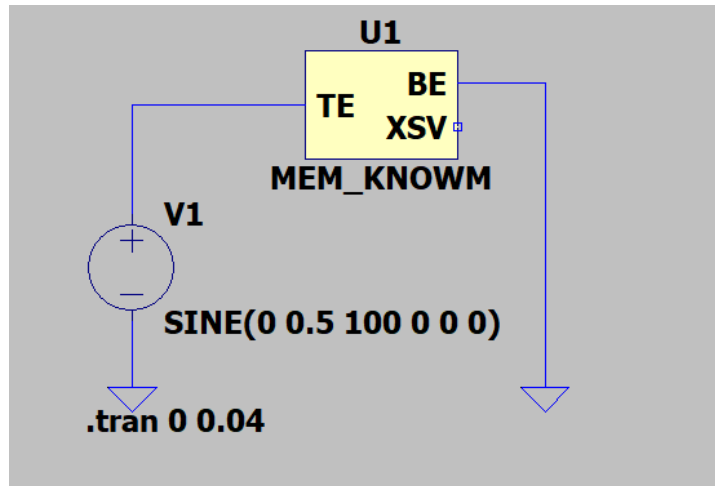 U1
TE
BE
XSV
MEM_KNOWM
V1
SINE(0 0.5 100 0 0 0)
.tran 0 0.04